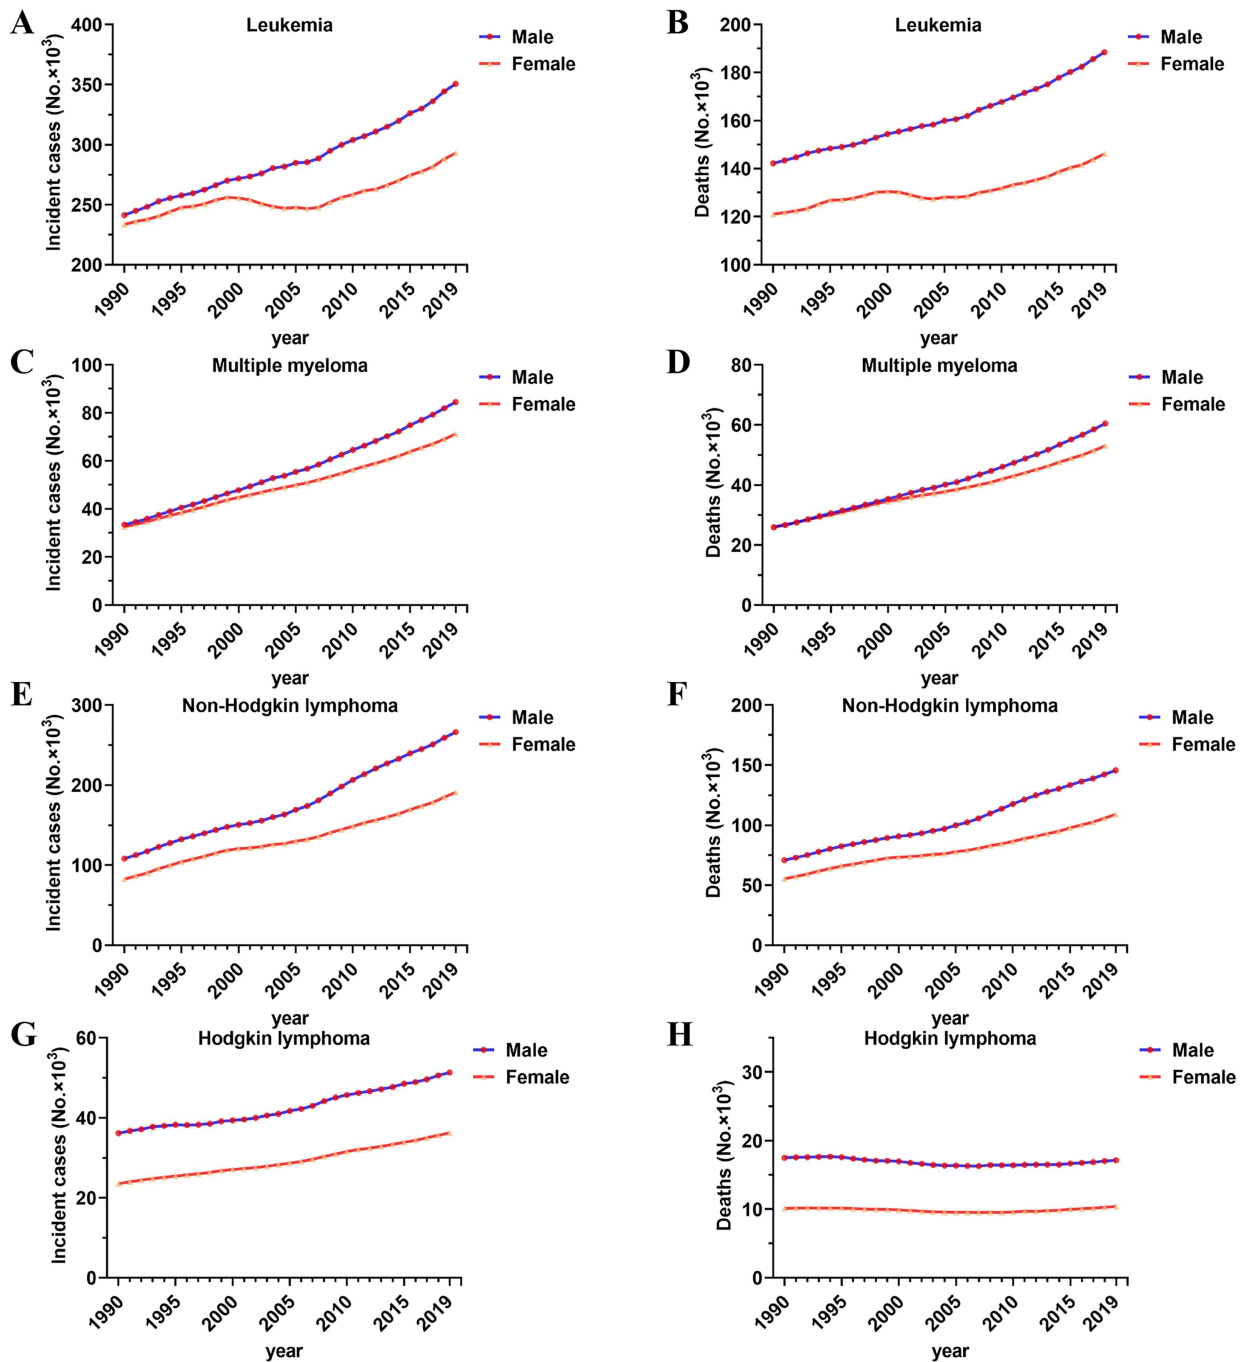 A
Leukemia
Male
Female
Incident cases (No.×10³)
400
350
300
250
200
1990
1995
2000
2005
2010
2015
2019
year
B
Leukemia
Male
Female
Deaths (No.×10³)
200
180
160
140
120
100
1990
1995
2000
2005
2010
2015
2019
year
C
Multiple myeloma
Male
Female
Incident cases (No.×10³)
100
80
60
40
20
0
1990
1995
2000
2005
2010
2015
2019
year
D
Multiple myeloma
Male
Female
Deaths (No.×10³)
80
60
40
20
0
1990
1995
2000
2005
2010
2015
2019
year
E
Non-Hodgkin lymphoma
Male
Female
Incident cases (No.×10³)
300
200
100
0
1990
1995
2000
2005
2010
2015
2019
year
F
Non-Hodgkin lymphoma
Male
Female
Deaths (No.×10³)
200
150
100
50
0
1990
1995
2000
2005
2010
2015
2019
year
G
Hodgkin lymphoma
Male
Female
Incident cases (No.×10³)
60
40
20
0
1990
1995
2000
2005
2010
2015
2019
year
H
Hodgkin lymphoma
Male
Female
Deaths (No.×10³)
30
20
10
0
1990
1995
2000
2005
2010
2015
2019
year